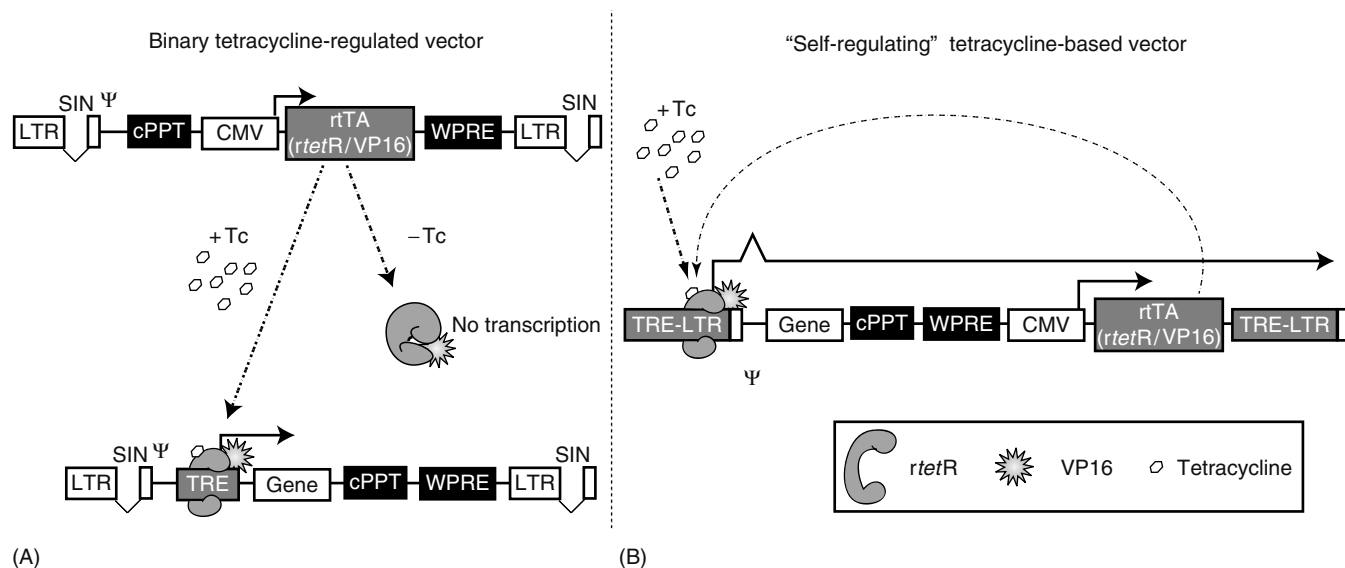 Binary tetracycline-regulated vector
SIN Ψ SIN
LTR cPPT CMV rtTA (rtetR/VP16) WPRE LTR
+Tc
–Tc
No transcription
SIN Ψ SIN
LTR TRE Gene cPPT WPRE LTR
(A)
“Self-regulating” tetracycline-based vector
+Tc
TRE-LTR Gene cPPT WPRE CMV rtTA (rtetR/VP16) TRE-LTR
Ψ
rtetR VP16 Tetracycline
(B)